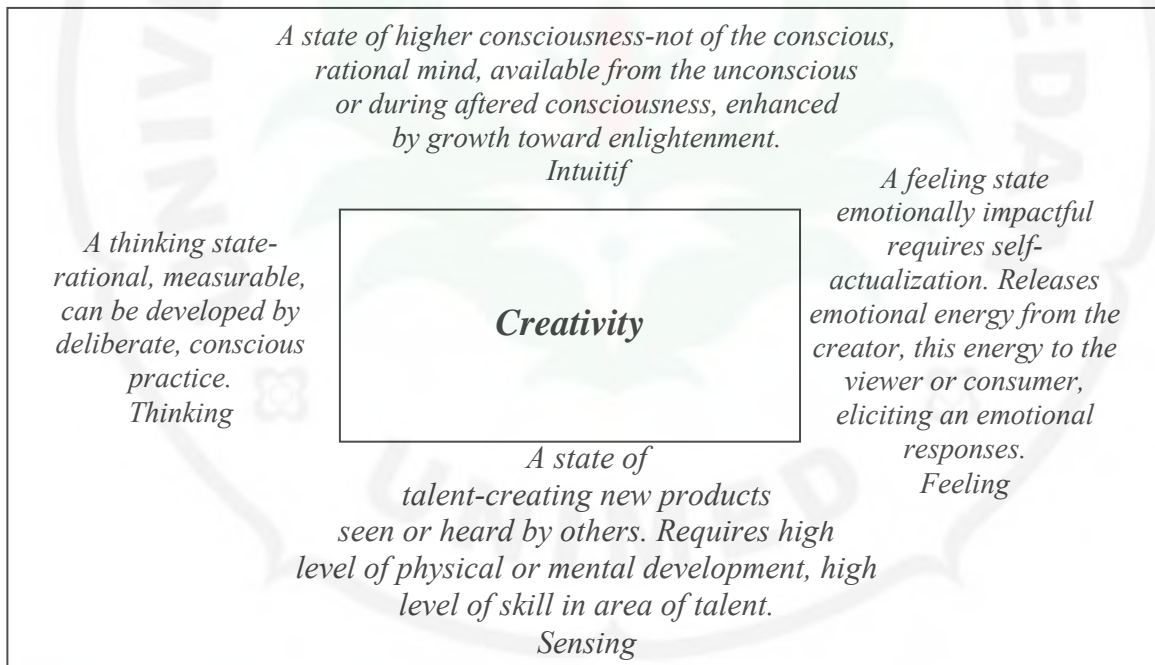 A state of higher consciousness-not of the conscious,
rational mind, available from the unconscious
or during aftered consciousness, enhanced
by growth toward enlightenment.
Intuitif
A thinking state-
rational, measurable,
can be developed by
deliberate, conscious
practice.
Thinking
Creativity
A feeling state
emotionally impactful
requires self-
actualization. Releases
emotional energy from the
creator, this energy to the
viewer or consumer,
eliciting an emotional
responses.
Feeling
A state of
talent-creating new products
seen or heard by others. Requires high
level of physical or mental development, high
level of skill in area of talent.
Sensing
UNIMED